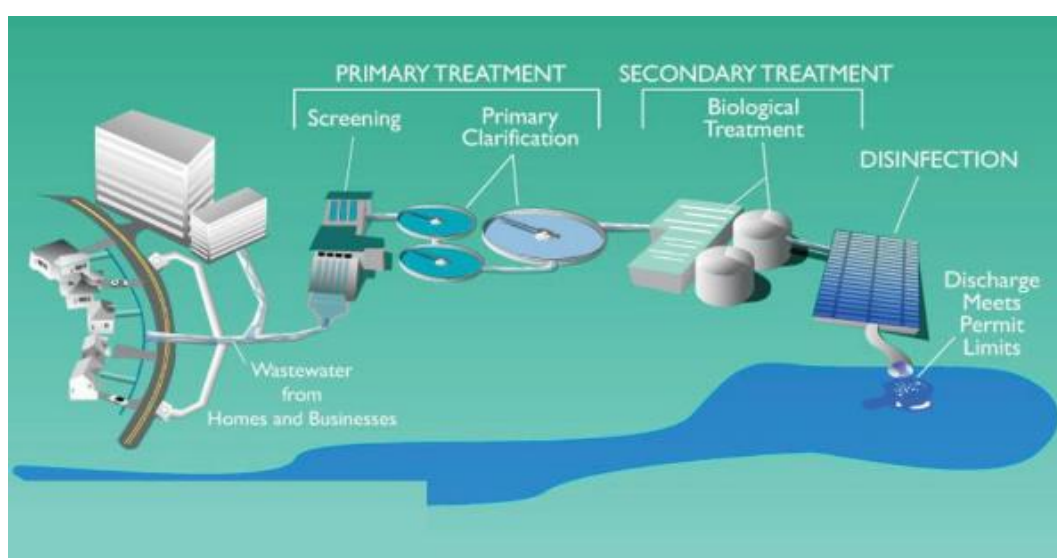 PRIMARY TREATMENT
Screening
Primary
Clarification
SECONDARY TREATMENT
Biological
Treatment
DISINFECTION
Discharge
Meets
Permit
Limits
Wastewater
from
Homes and Businesses